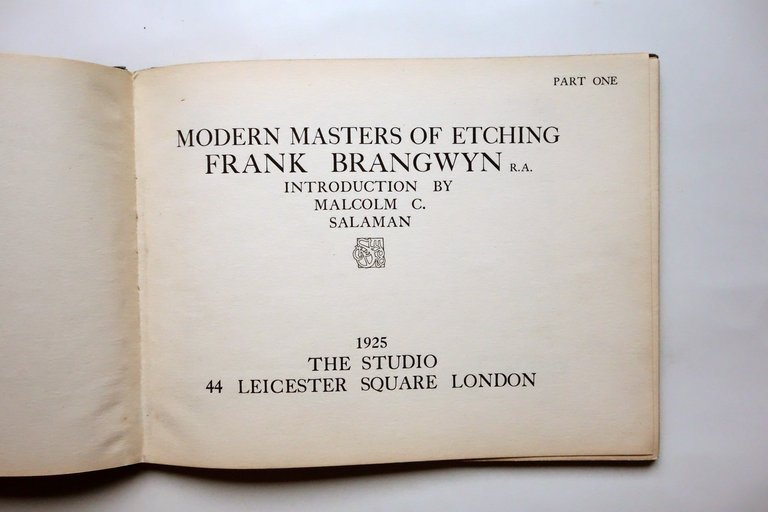 PART ONE
MODERN MASTERS OF ETCHING
FRANK BRANGWYN R.A.
INTRODUCTION BY
MALCOLM C.
SALAMAN
1925
THE STUDIO
44 LEICESTER SQUARE LONDON